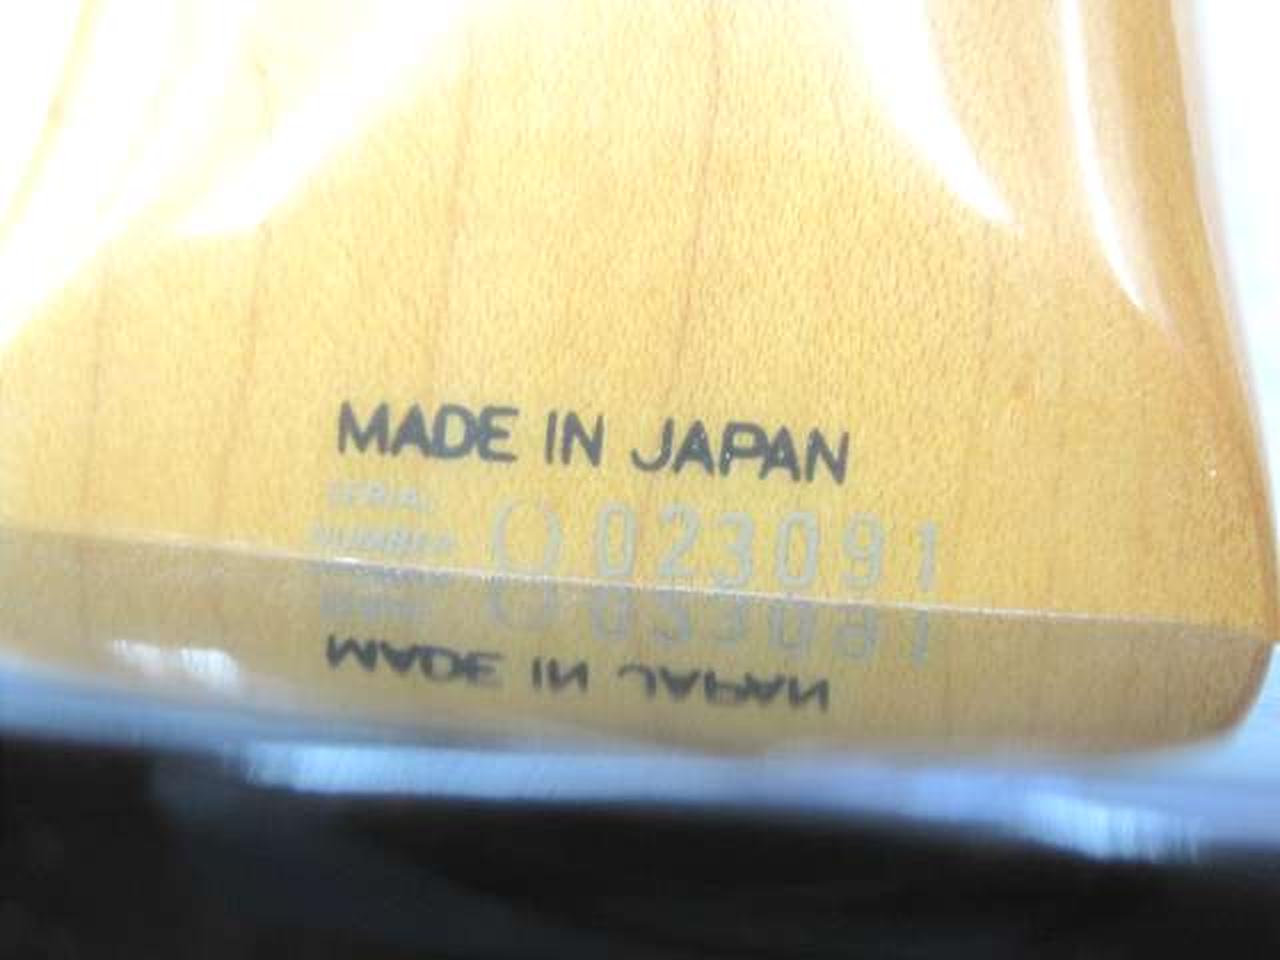 MADE IN JAPAN
SERIAL
NUMBER O023091